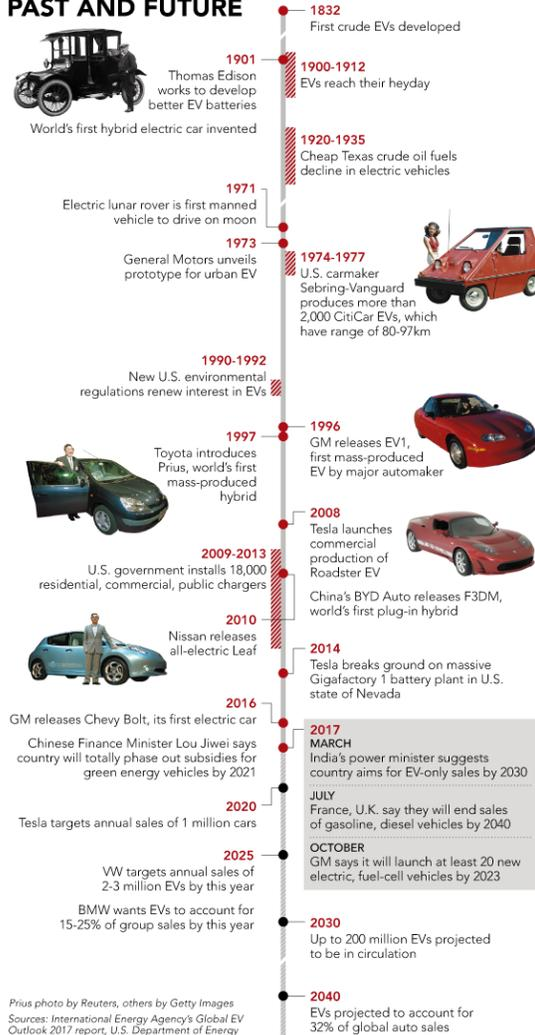 PAST AND FUTURE
1832
First crude EVs developed
1901
Thomas Edison
works to develop
better EV batteries
World's first hybrid electric car invented
1900-1912
EVs reach their heyday
1920-1935
Cheap Texas crude oil fuels
decline in electric vehicles
1971
Electric lunar rover is first manned
vehicle to drive on moon
1973
General Motors unveils
prototype for urban EV
1974-1977
U.S. carmaker
Sebring-Vanguard
produces more than
2,000 CitiCar EVs, which
have range of 80-97km
1990-1992
New U.S. environmental
regulations renew interest in EVs
1996
GM releases EV1,
first mass-produced
EV by major automaker
1997
Toyota introduces
Prius, world's first
mass-produced
hybrid
2008
Tesla launches
commercial
production of
Roadster EV
China's BYD Auto releases F3DM,
world's first plug-in hybrid
2009-2013
U.S. government installs 18,000
residential, commercial, public chargers
2010
Nissan releases
all-electric Leaf
2014
Tesla breaks ground on massive
Gigafactory 1 battery plant in U.S.
state of Nevada
2016
GM releases Chevy Bolt, its first electric car
Chinese Finance Minister Lou Jiwei says
country will totally phase out subsidies for
green energy vehicles by 2021
2017
MARCH
India's power minister suggests
country aims for EV-only sales by 2030
JULY
France, U.K. say they will end sales
of gasoline, diesel vehicles by 2040
OCTOBER
GM says it will launch at least 20 new
electric, fuel-cell vehicles by 2023
2020
Tesla targets annual sales of 1 million cars
2025
VW targets annual sales of
2-3 million EVs by this year
BMW wants EVs to account for
15-25% of group sales by this year
2030
Up to 200 million EVs projected
to be in circulation
2040
EVs projected to account for
32% of global auto sales
Prius photo by Reuters, others by Getty Images
Sources: International Energy Agency's Global EV
Outlook 2017 report, U.S. Department of Energy